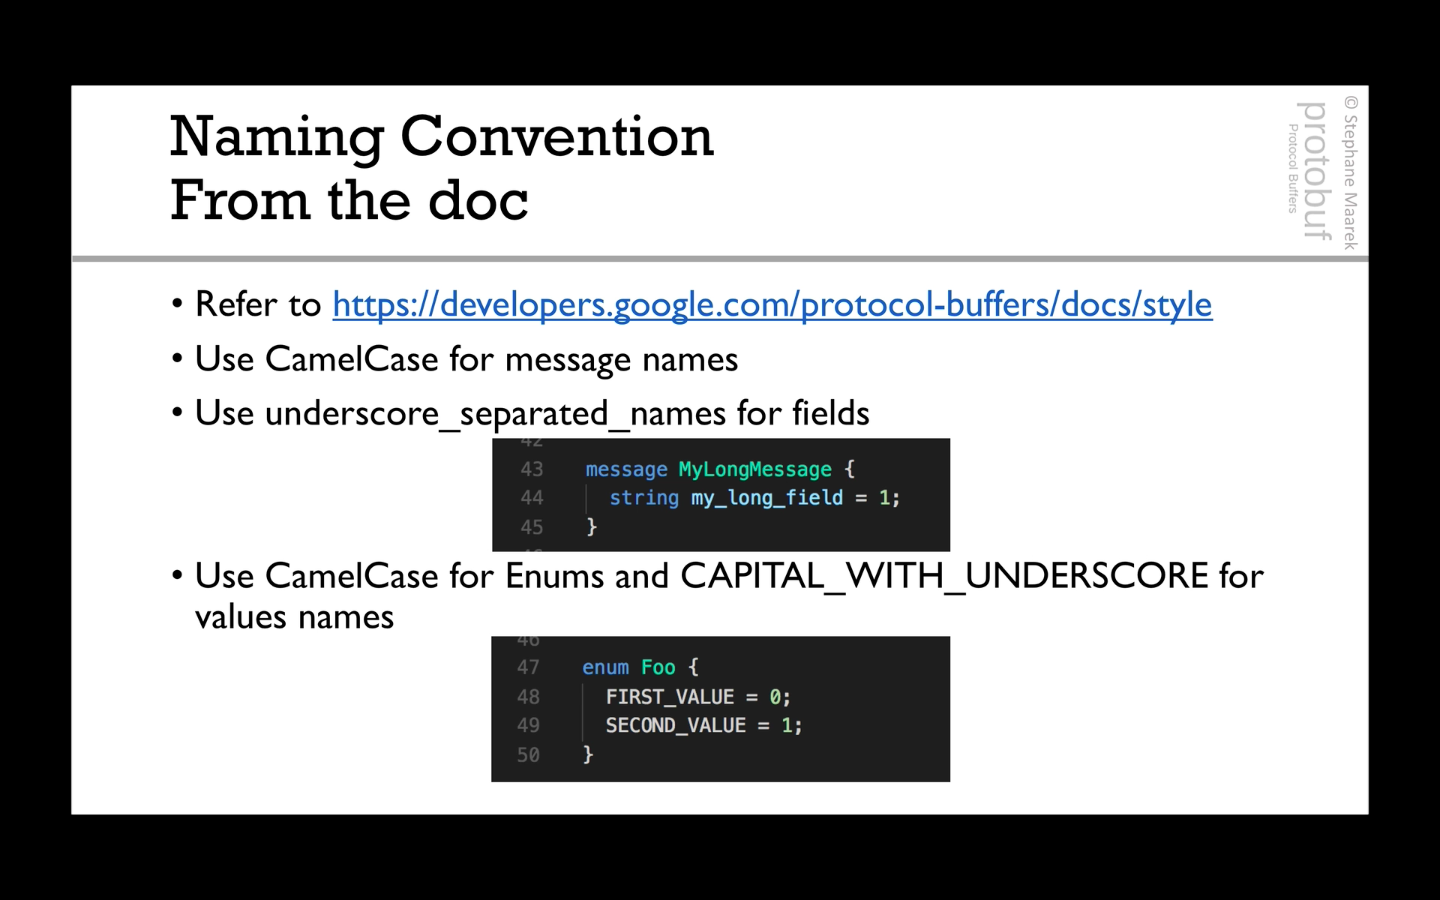 Naming Convention
From the doc
© Stephane Maarek
protobuf
Protocol Buffers
• Refer to https://developers.google.com/protocol-buffers/docs/style
• Use CamelCase for message names
• Use underscore_separated_names for fields
42
43 message MyLongMessage {
44 string my_long_field = 1;
45 }
• Use CamelCase for Enums and CAPITAL_WITH_UNDERSCORE for
values names
46
47 enum Foo {
48 FIRST_VALUE = 0;
49 SECOND_VALUE = 1;
50 }